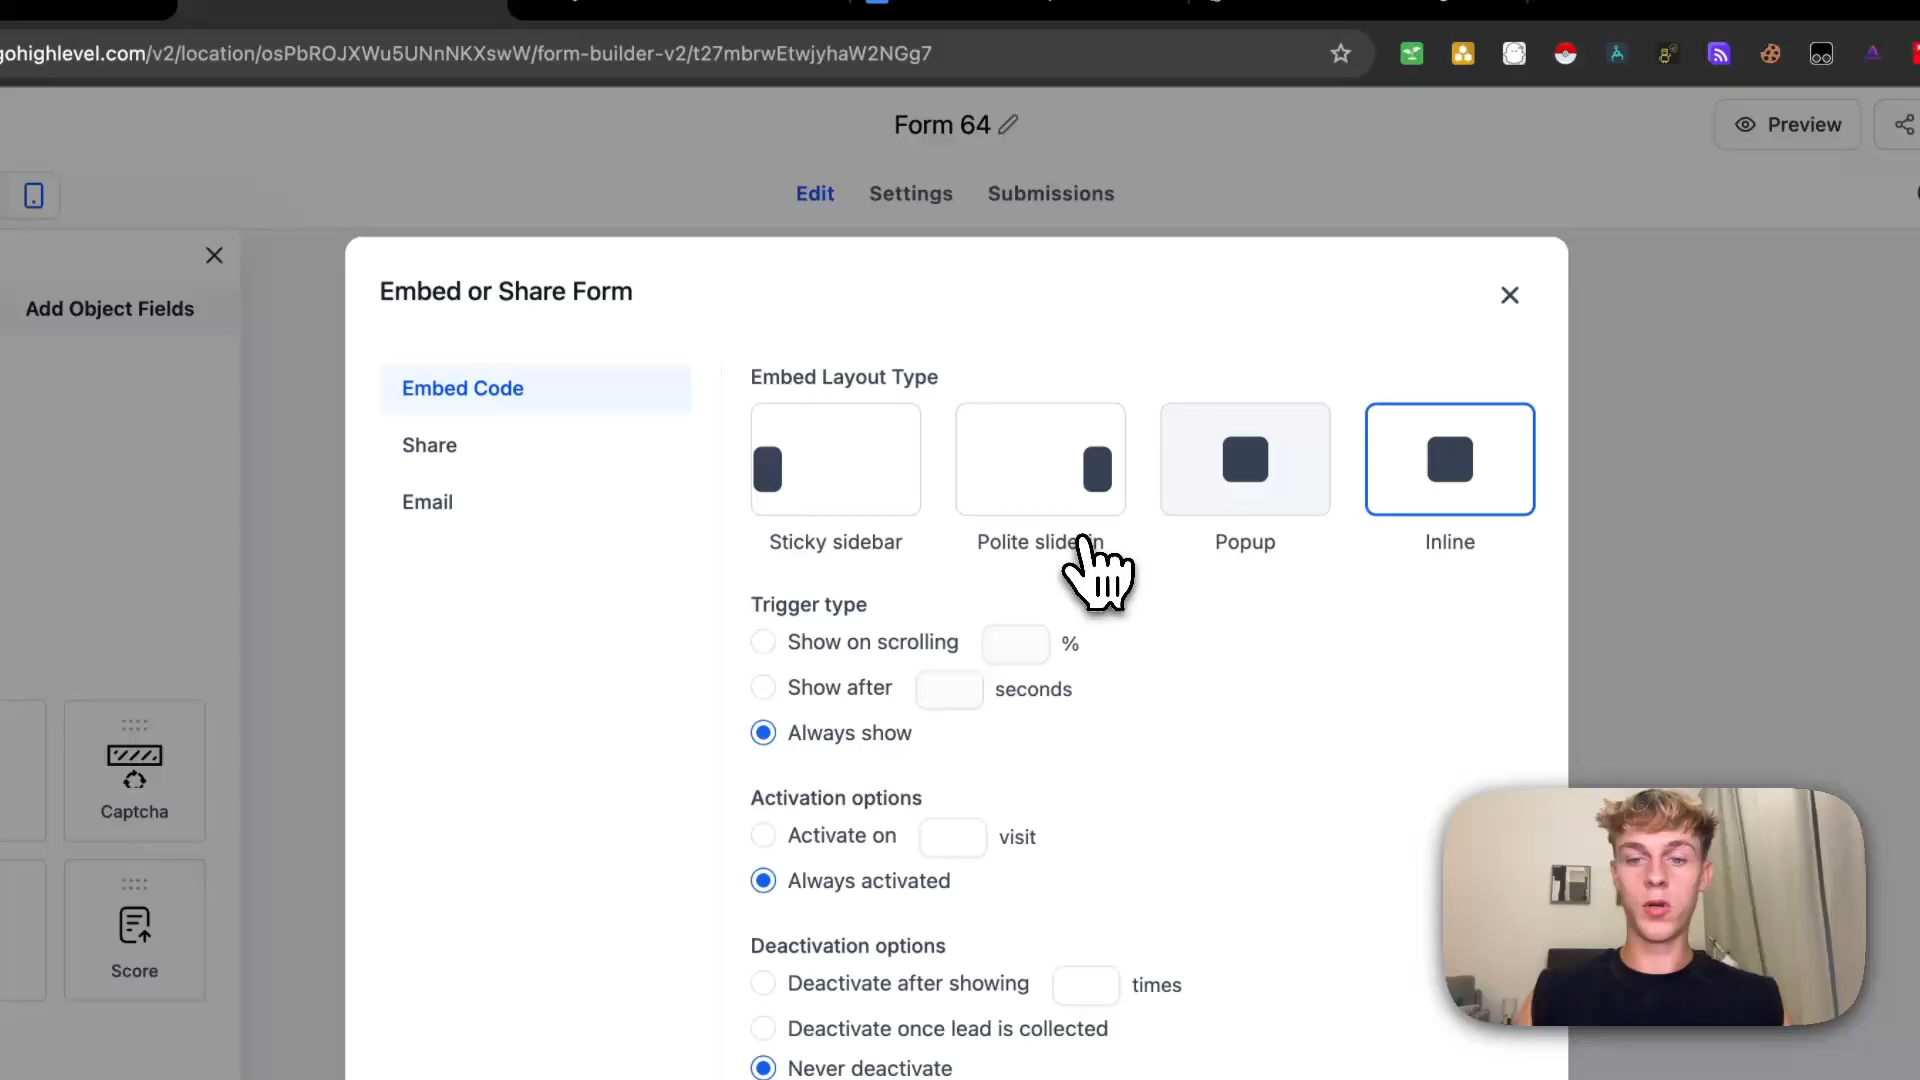 gohighlevel.com/v2/location/osPbROJXWu5UNnNKXswW/form-builder-v2/t27mbrwEtwjyhaW2NGg7
Form 64
Preview
Edit
Settings
Submissions
Add Object Fields
Captcha
Score
Embed or Share Form
Embed Code
Share
Email
Embed Layout Type
Sticky sidebar
Polite slide in
Popup
Inline
Trigger type
Show on scrolling %
Show after seconds
Always show
Activation options
Activate on visit
Always activated
Deactivation options
Deactivate after showing times
Deactivate once lead is collected
Never deactivate